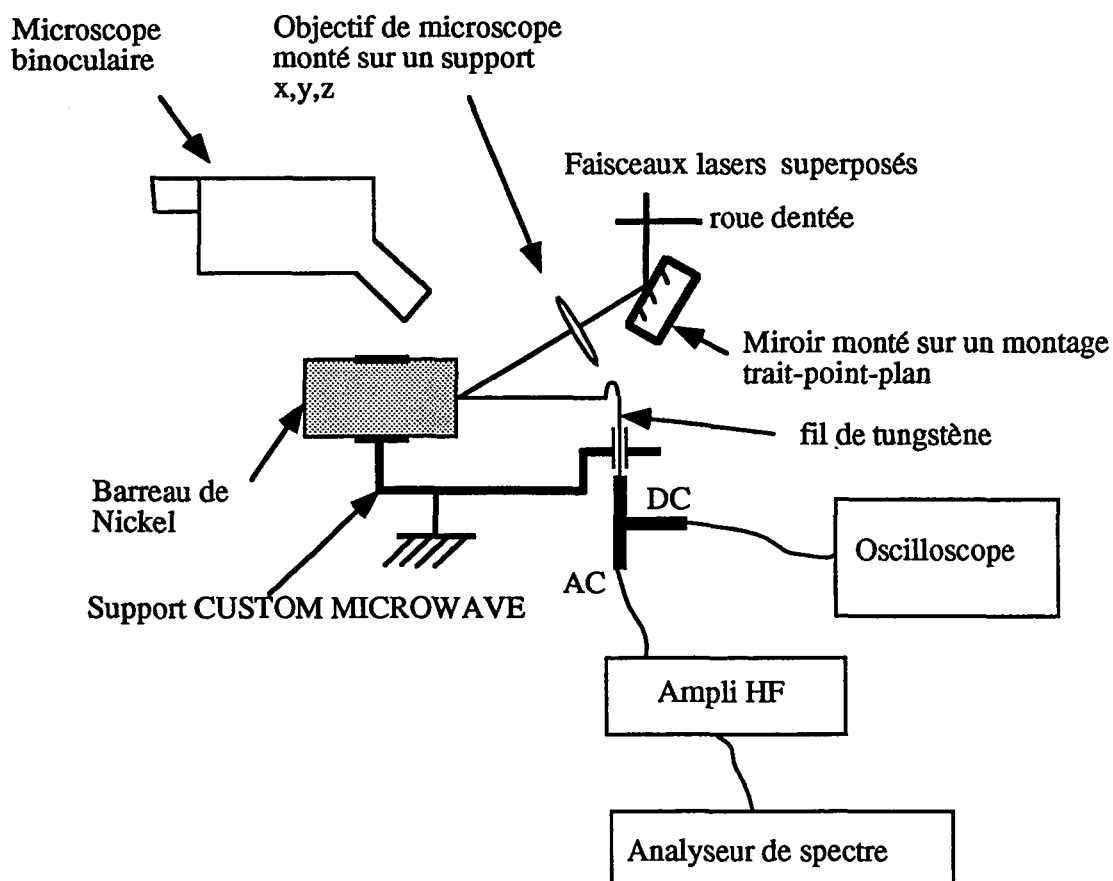 Microscope
binoculaire
Objectif de microscope
monté sur un support
x,y,z
Faisceaux lasers superposés
roue dentée
Miroir monté sur un montage
trait-point-plan
fil de tungstène
Barreau de
Nickel
DC
Oscilloscope
AC
Support CUSTOM MICROWAVE
Ampli HF
Analyseur de spectre